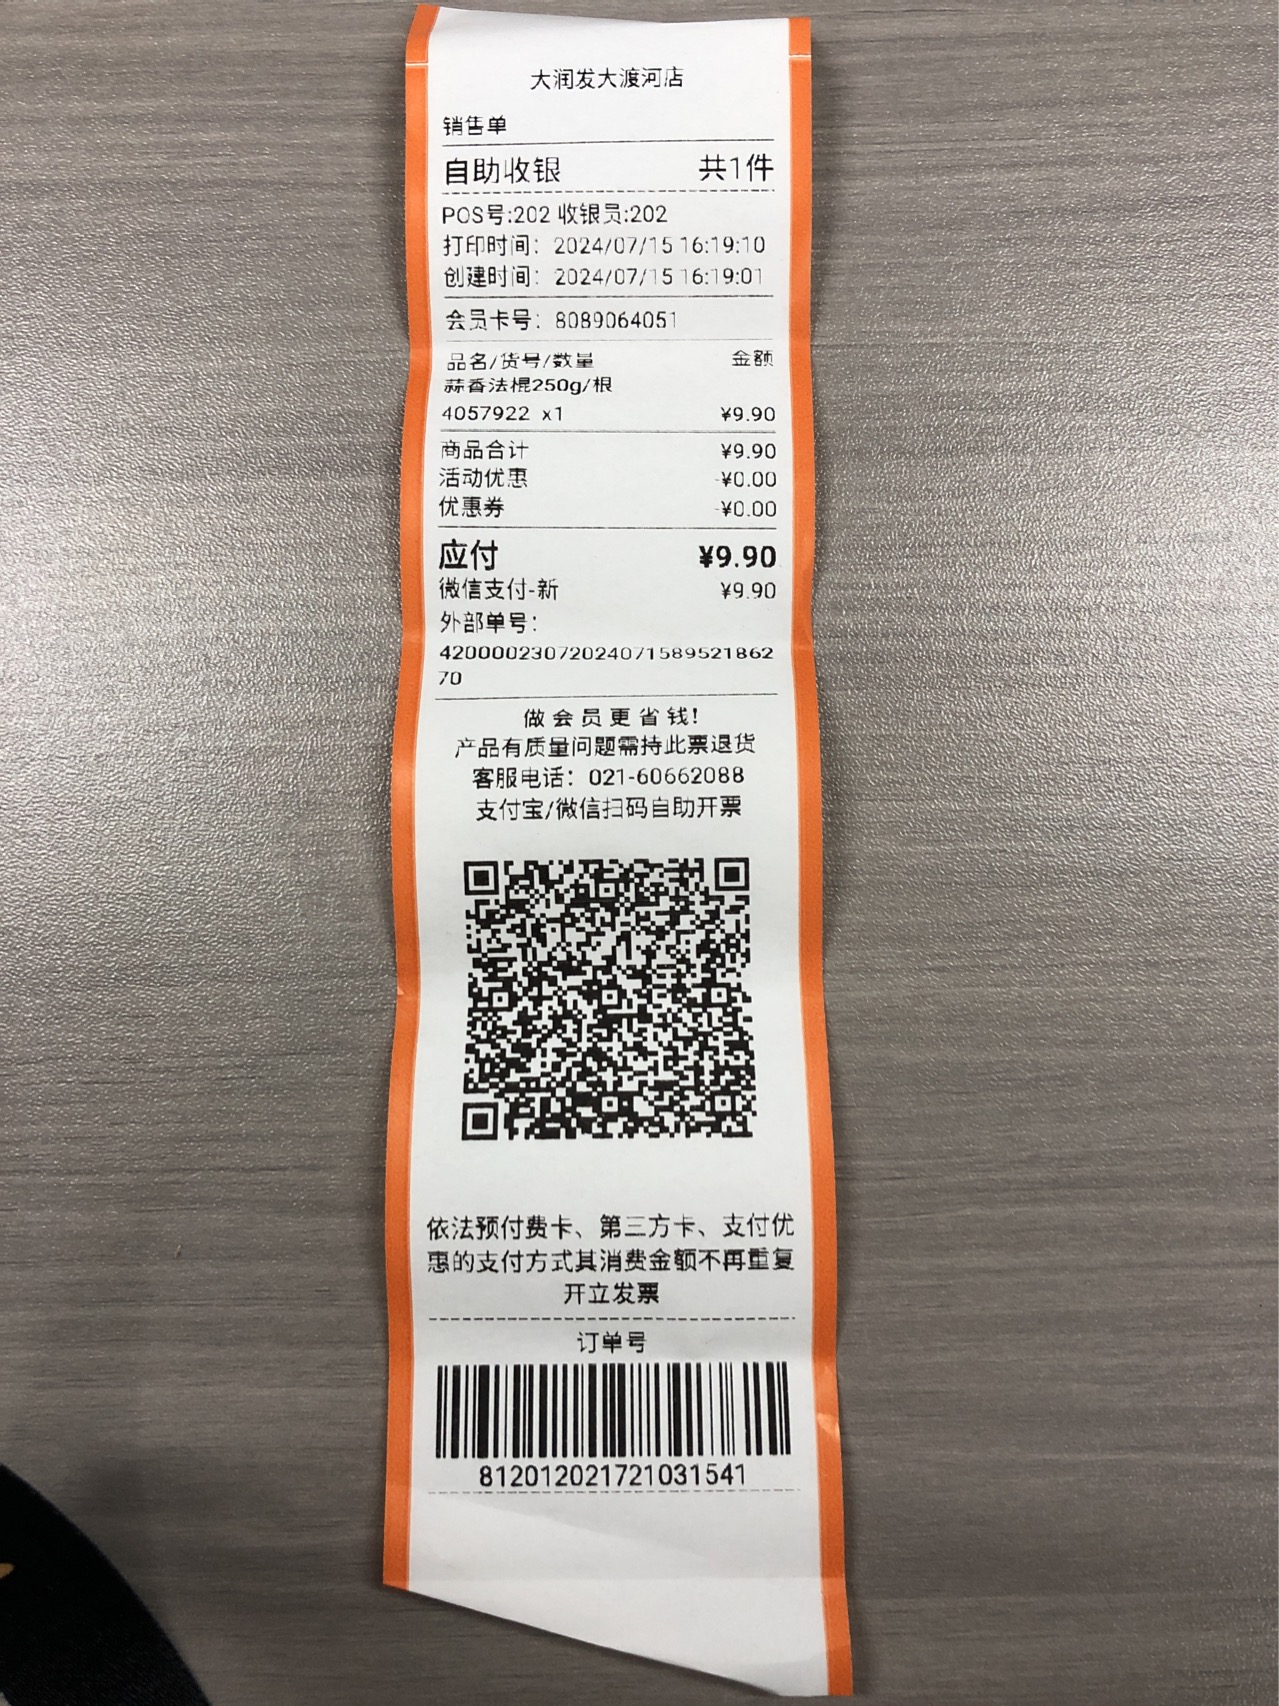 大润发大渡河店
销售单
自助收银 共1件
POS号:202 收银员:202
打印时间：2024/07/15 16:19:10
创建时间：2024/07/15 16:19:01
会员卡号：8089064051
品名/货号/数量 金额
蒜香法棍250g/根
4057922 x1 ¥9.90
商品合计 ¥9.90
活动优惠 -¥0.00
优惠券 -¥0.00
应付 ¥9.90
微信支付-新 ¥9.90
外部单号：
42000023072024071589521862
70
做会员更省钱!
产品有质量问题需持此票退货
客服电话：021-60662088
支付宝/微信扫码自助开票
依法预付费卡、第三方卡、支付优
惠的支付方式其消费金额不再重复
开立发票
订单号
812012021721031541